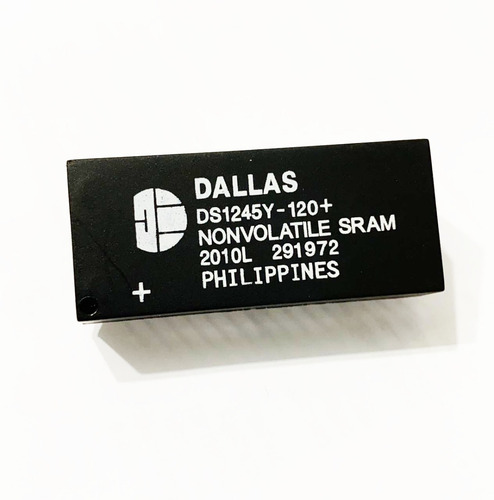 DALLAS
DS1245Y-120+
NONVOLATILE SRAM
2010L 291972
PHILIPPINES
+